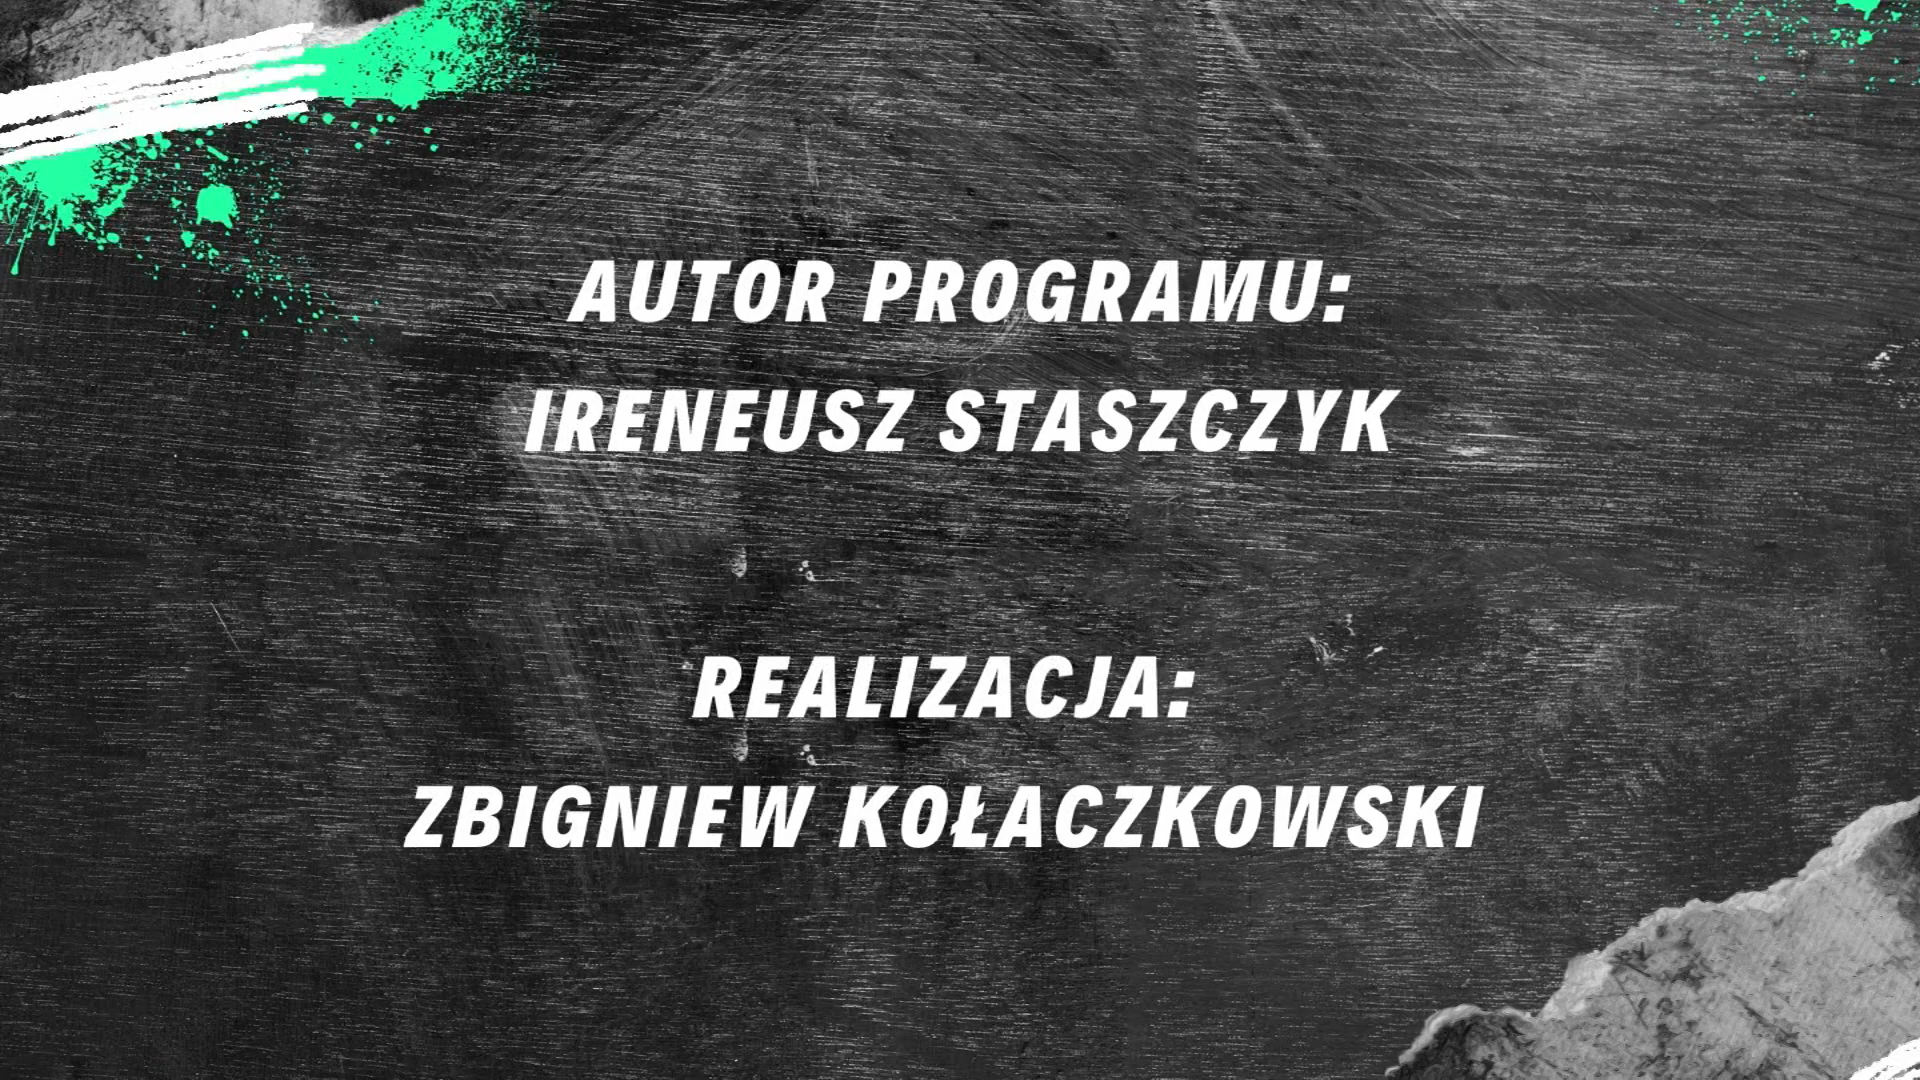 AUTOR PROGRAMU:
IRENEUSZ STASZCZYK
REALIZACJA:
ZBIGNIEW KOŁACZKOWSKI